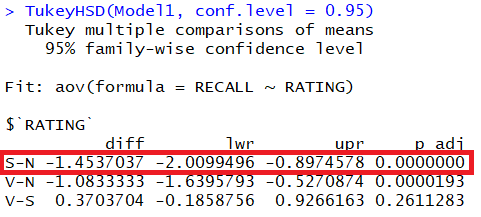 > TukeyHSD(Model1, conf.level = 0.95)
Tukey multiple comparisons of means
95% family-wise confidence level
Fit: aov(formula = RECALL ~ RATING)
$`RATING`
diff lwr upr p adj
S-N -1.4537037 -2.0099496 -0.8974578 0.0000000
V-N -1.0833333 -1.6395793 -0.5270874 0.0000193
V-S 0.3703704 -0.1858756 0.9266163 0.2611283